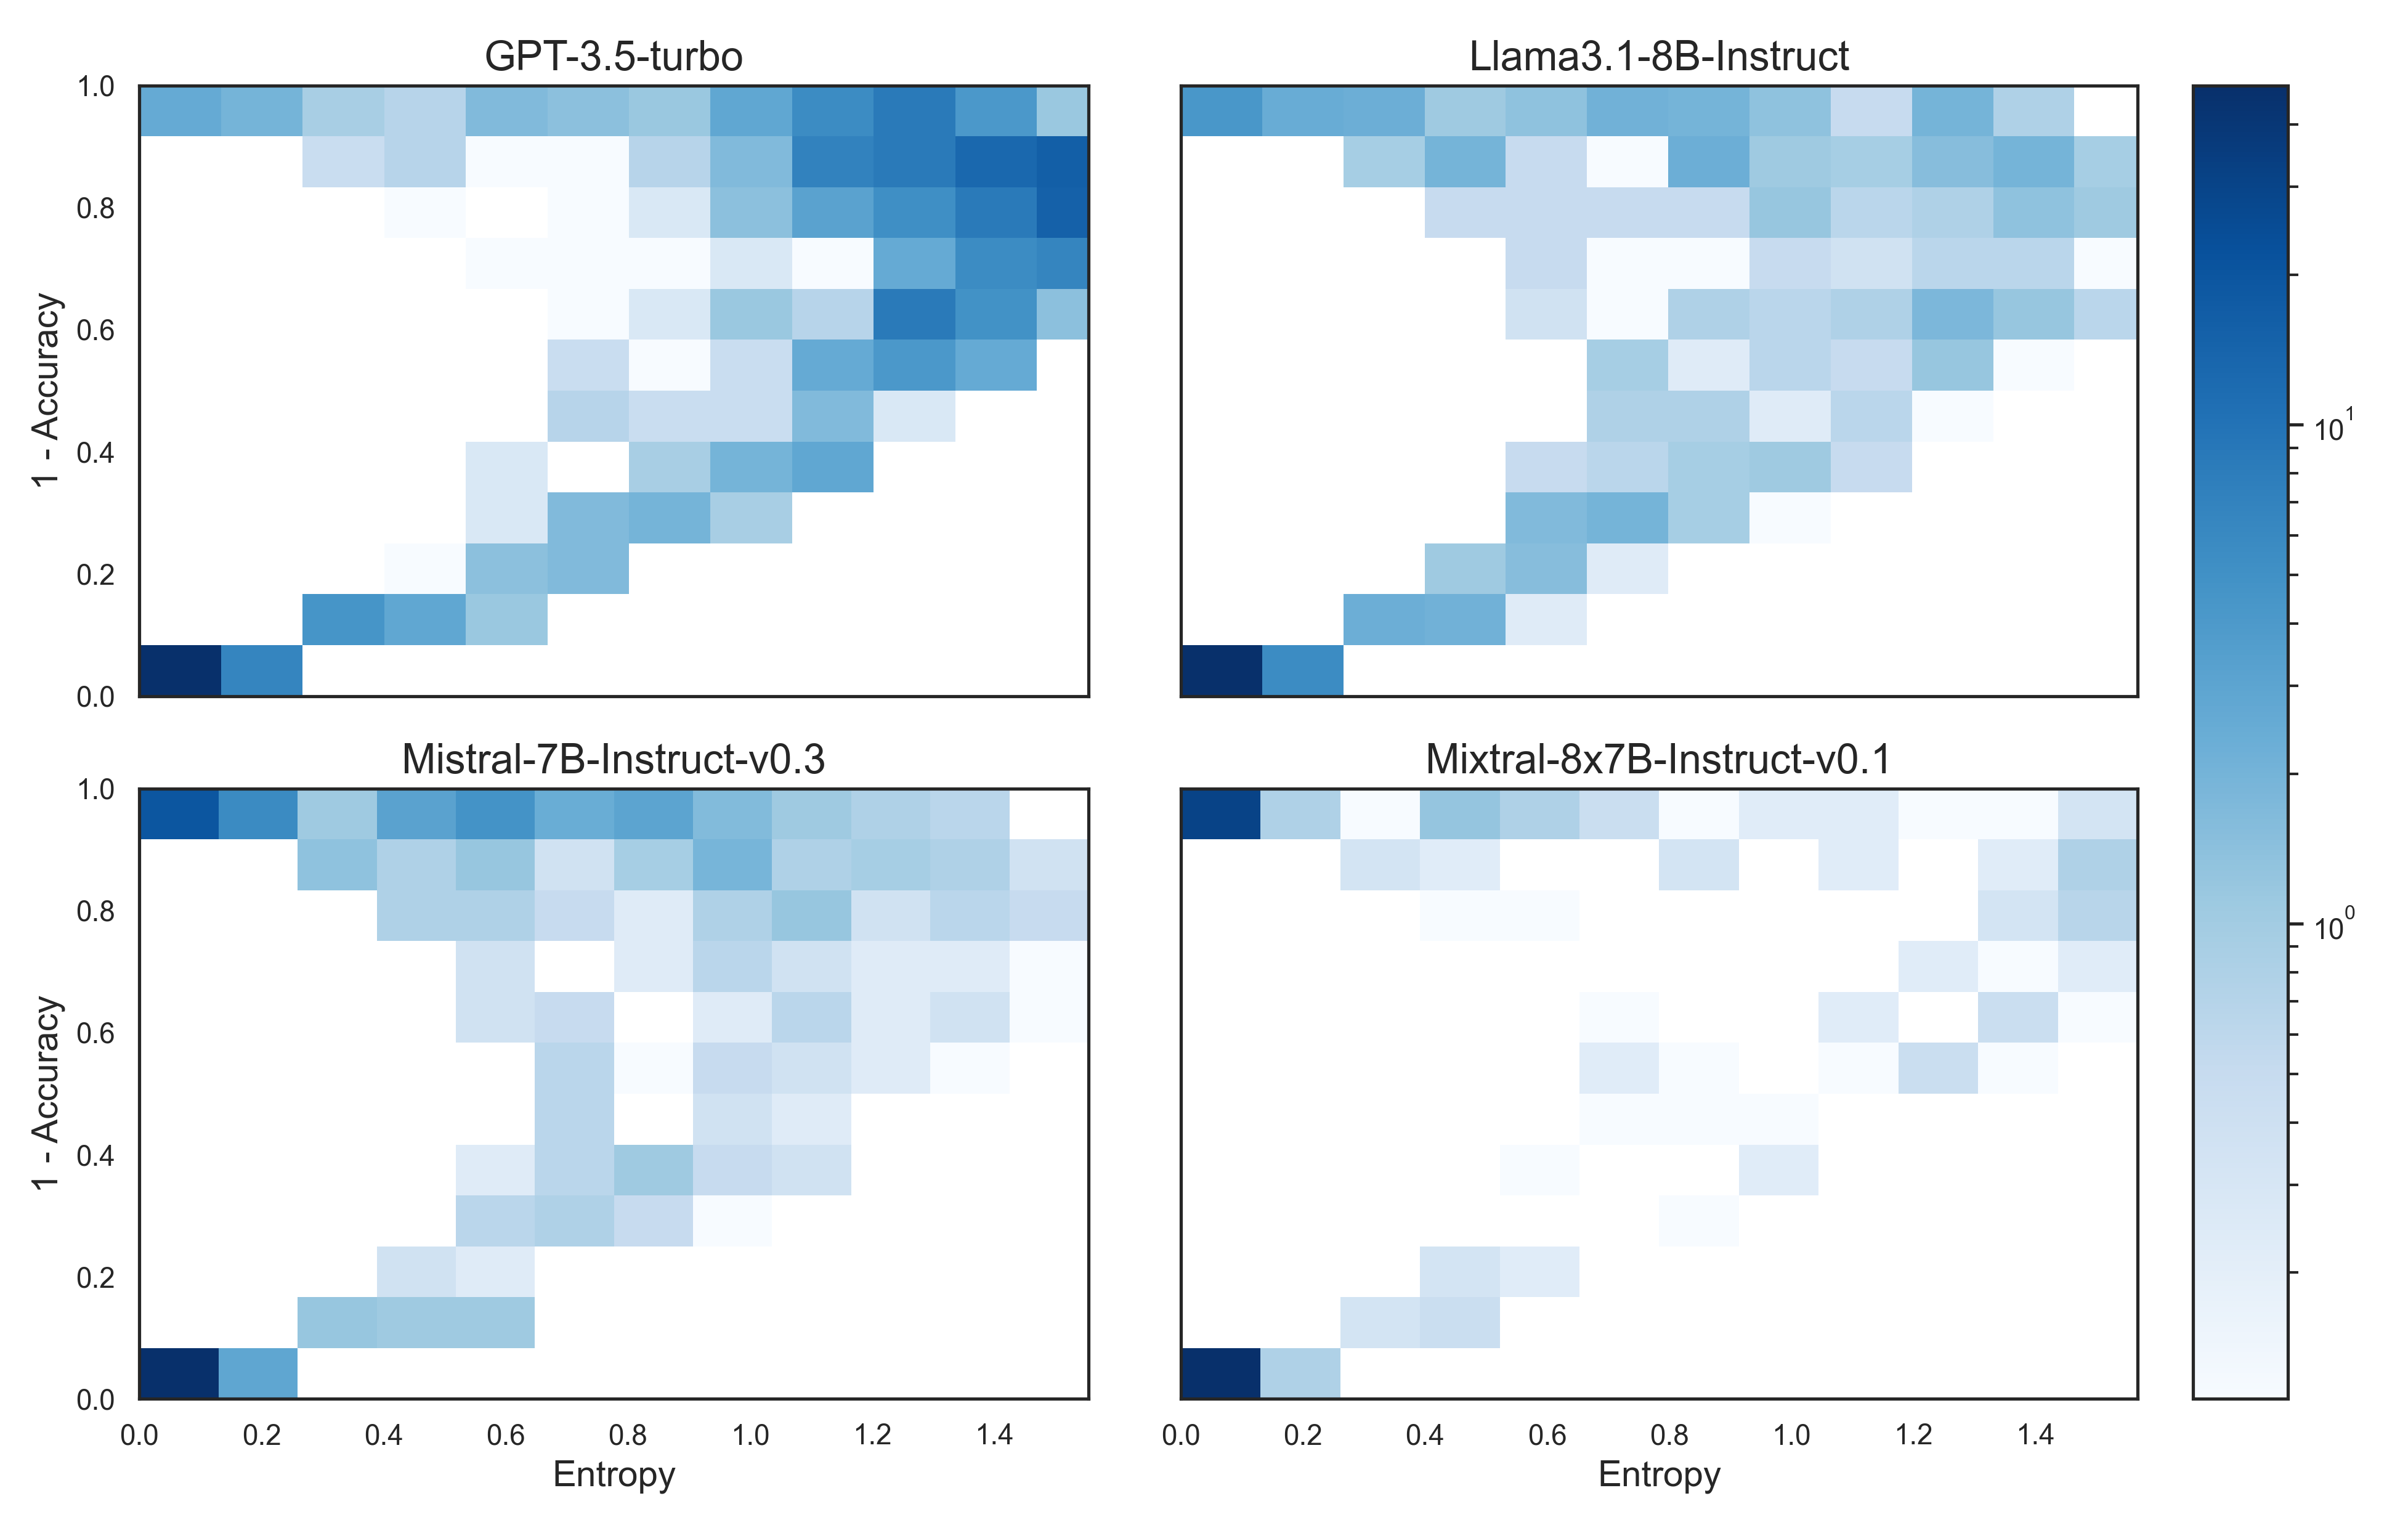 GPT-3.5-turbo
Llama3.1-8B-Instruct
1.0
0.8
0.6
0.4
0.2
0.0
1 - Accuracy
10^1
10^0
Mistral-7B-Instruct-v0.3
Mixtral-8x7B-Instruct-v0.1
1.0
0.8
0.6
0.4
0.2
0.0
1 - Accuracy
0.0 0.2 0.4 0.6 0.8 1.0 1.2 1.4
Entropy
0.0 0.2 0.4 0.6 0.8 1.0 1.2 1.4
Entropy